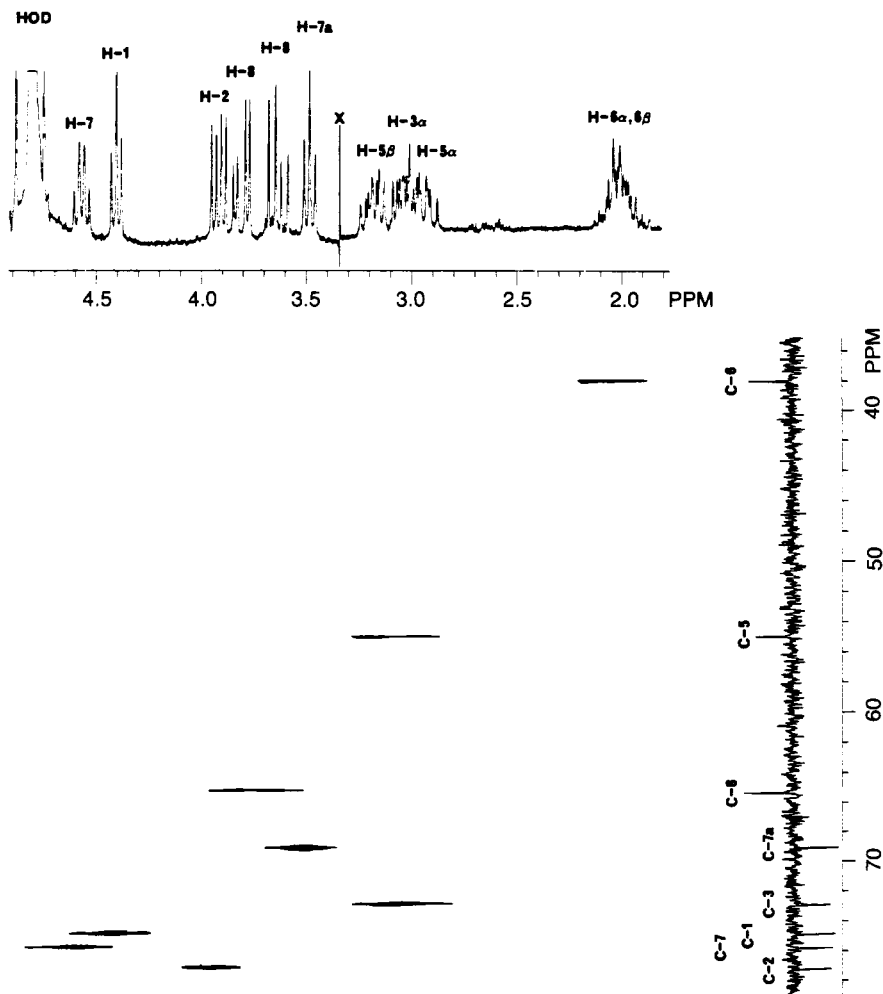 HOD
H-1
H-7
H-2
H-8
H-8
H-7a
X
H-5β
H-3α
H-5α
H-6α,6β
4.5 4.0 3.5 3.0 2.5 2.0 PPM
PPM
40
50
60
70
C-6
C-5
C-8
C-7a
C-3
C-1
C-7
C-2